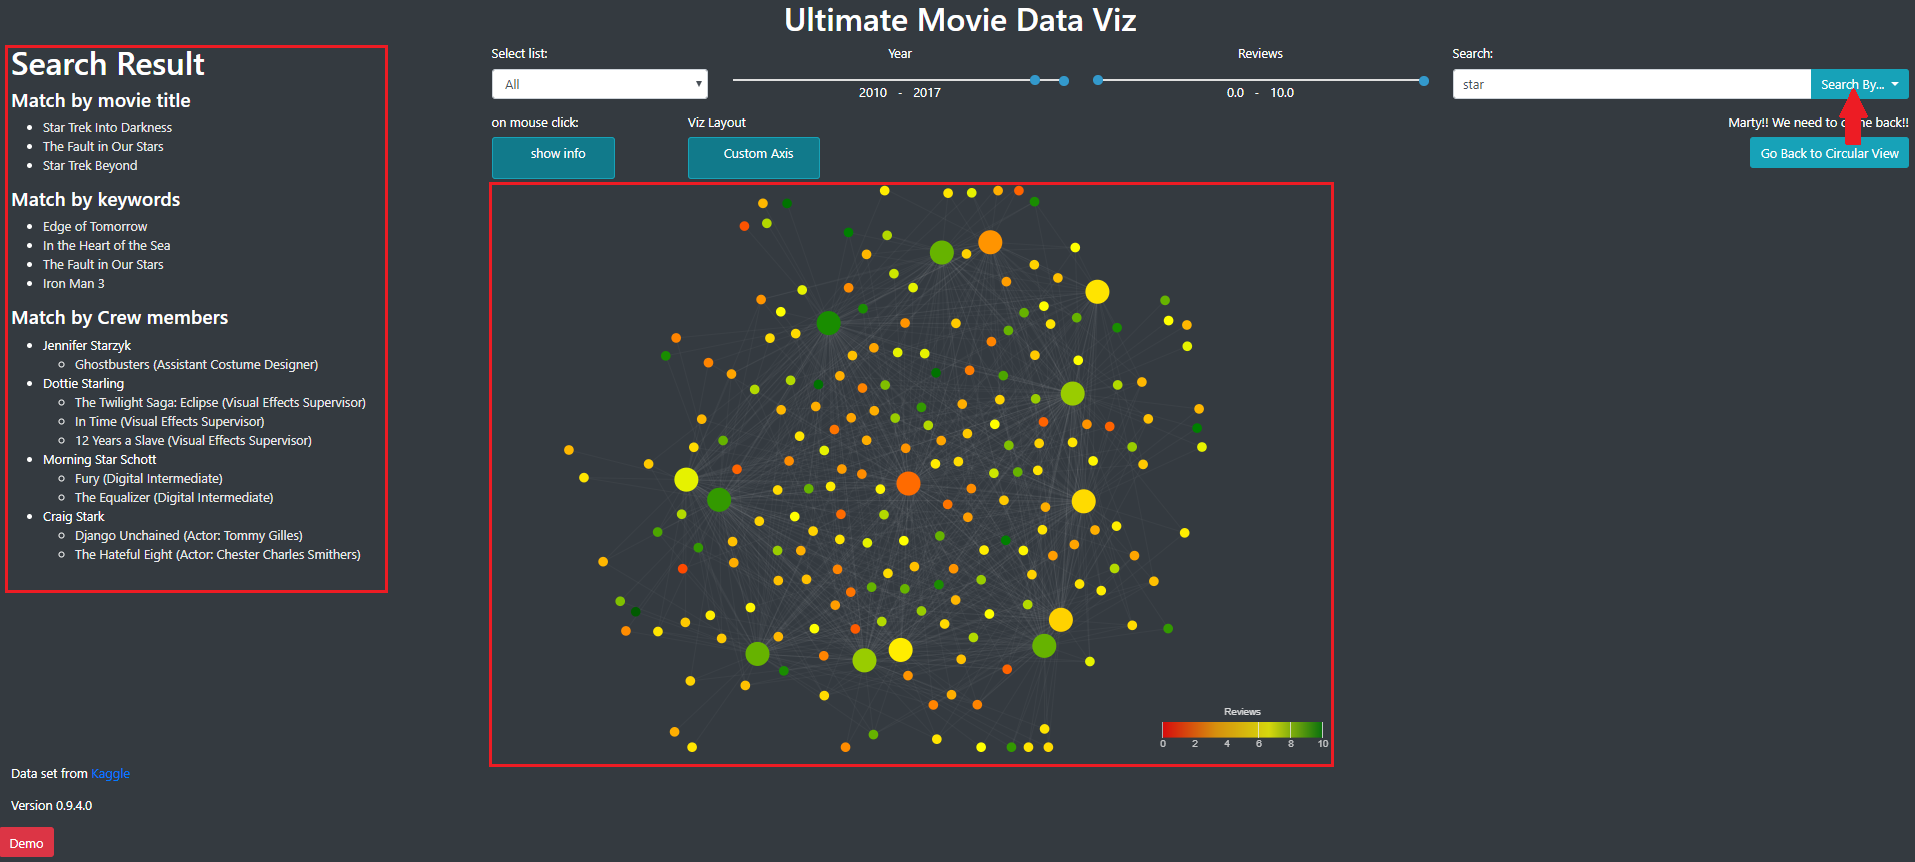 Ultimate Movie Data Viz
Search Result
Match by movie title
Star Trek Into Darkness
The Fault in Our Stars
Star Trek Beyond
Match by keywords
Edge of Tomorrow
In the Heart of the Sea
The Fault in Our Stars
Iron Man 3
Match by Crew members
Jennifer Starzyk
Ghostbusters (Assistant Costume Designer)
Dottie Starling
The Twilight Saga: Eclipse (Visual Effects Supervisor)
In Time (Visual Effects Supervisor)
12 Years a Slave (Visual Effects Supervisor)
Morning Star Schott
Fury (Digital Intermediate)
The Equalizer (Digital Intermediate)
Craig Stark
Django Unchained (Actor: Tommy Gilles)
The Hateful Eight (Actor: Chester Charles Smithers)
Select list:
All
Year
2010 - 2017
Reviews
0.0 - 10.0
Search:
star
Search By...
on mouse click:
show info
Viz Layout
Custom Axis
Marty!! We need to back!!
Go Back to Circular View
Reviews
0 2 4 6 8 10
Data set from Kaggle
Version 0.9.4.0
Demo